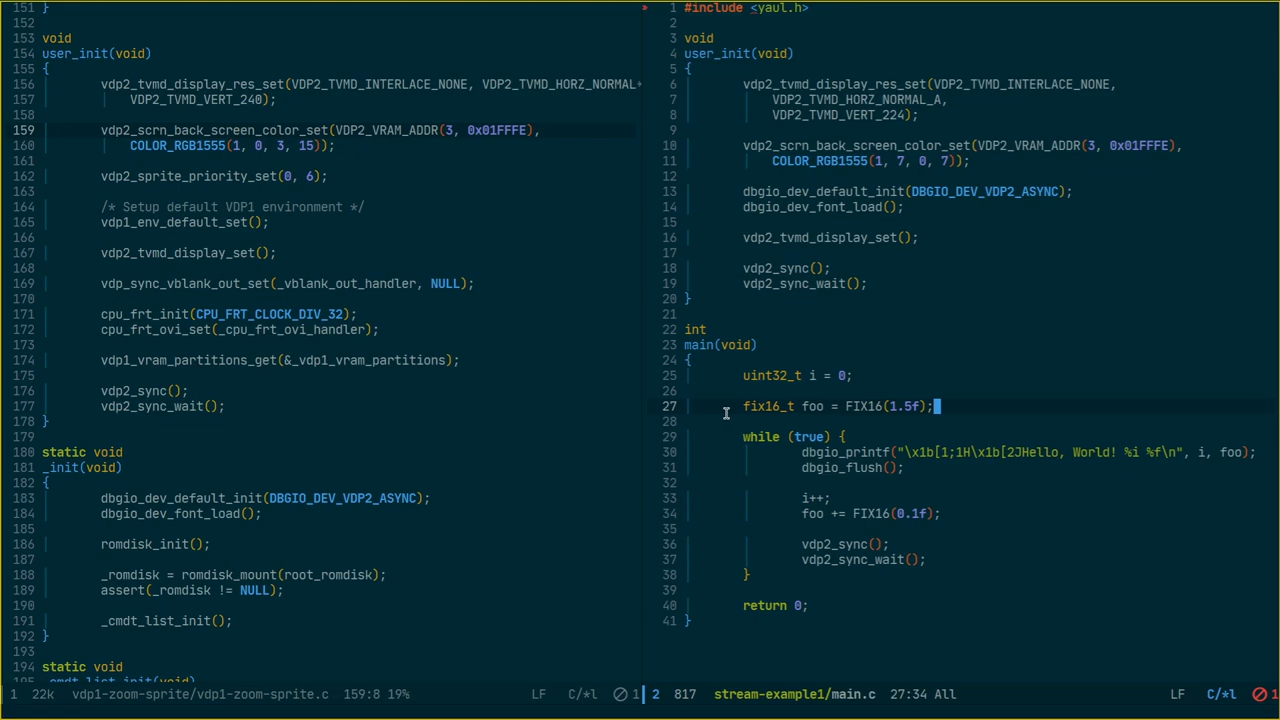 151 }
152
153 void
154 user_init(void)
155 {
156 vdp2_tvmd_display_res_set(VDP2_TVMD_INTERLACE_NONE, VDP2_TVMD_HORZ_NORMAL
157 VDP2_TVMD_VERT_240);
158
159 vdp2_scrn_back_screen_color_set(VDP2_VRAM_ADDR(3, 0x01FFFE),
160 COLOR_RGB1555(1, 0, 3, 15));
161
162 vdp2_sprite_priority_set(0, 6);
163
164 /* Setup default VDP1 environment */
165 vdp1_env_default_set();
166
167 vdp2_tvmd_display_set();
168
169 vdp_sync_vblank_out_set(_vblank_out_handler, NULL);
170
171 cpu_frt_init(CPU_FRT_CLOCK_DIV_32);
172 cpu_frt_ovi_set(_cpu_frt_ovi_handler);
173
174 vdp1_vram_partitions_get(&_vdp1_vram_partitions);
175
176 vdp2_sync();
177 vdp2_sync_wait();
178 }
179
180 static void
181 _init(void)
182 {
183 dbgio_dev_default_init(DBGIO_DEV_VDP2_ASYNC);
184 dbgio_dev_font_load();
185
186 romdisk_init();
187
188 _romdisk = romdisk_mount(root_romdisk);
189 assert(_romdisk != NULL);
190
191 _cmdt_list_init();
192 }
193
194 static void
195 _cmdt_list_init(void)
1 22k vdp1-zoom-sprite/vdp1-zoom-sprite.c 159:8 19% LF C/*l 1
1 #include <yaul.h>
2
3 void
4 user_init(void)
5 {
6 vdp2_tvmd_display_res_set(VDP2_TVMD_INTERLACE_NONE,
7 VDP2_TVMD_HORZ_NORMAL_A,
8 VDP2_TVMD_VERT_224);
9
10 vdp2_scrn_back_screen_color_set(VDP2_VRAM_ADDR(3, 0x01FFFE),
11 COLOR_RGB1555(1, 7, 0, 7));
12
13 dbgio_dev_default_init(DBGIO_DEV_VDP2_ASYNC);
14 dbgio_dev_font_load();
15
16 vdp2_tvmd_display_set();
17
18 vdp2_sync();
19 vdp2_sync_wait();
20 }
21
22 int
23 main(void)
24 {
25 uint32_t i = 0;
26
27 fix16_t foo = FIX16(1.5f);
28
29 while (true) {
30 dbgio_printf("\x1b[1;1H\x1b[2JHello, World! %i %f\n", i, foo);
31 dbgio_flush();
32
33 i++;
34 foo += FIX16(0.1f);
35
36 vdp2_sync();
37 vdp2_sync_wait();
38 }
39
40 return 0;
41 }
2 817 stream-example1/main.c 27:34 All LF C/*l 1